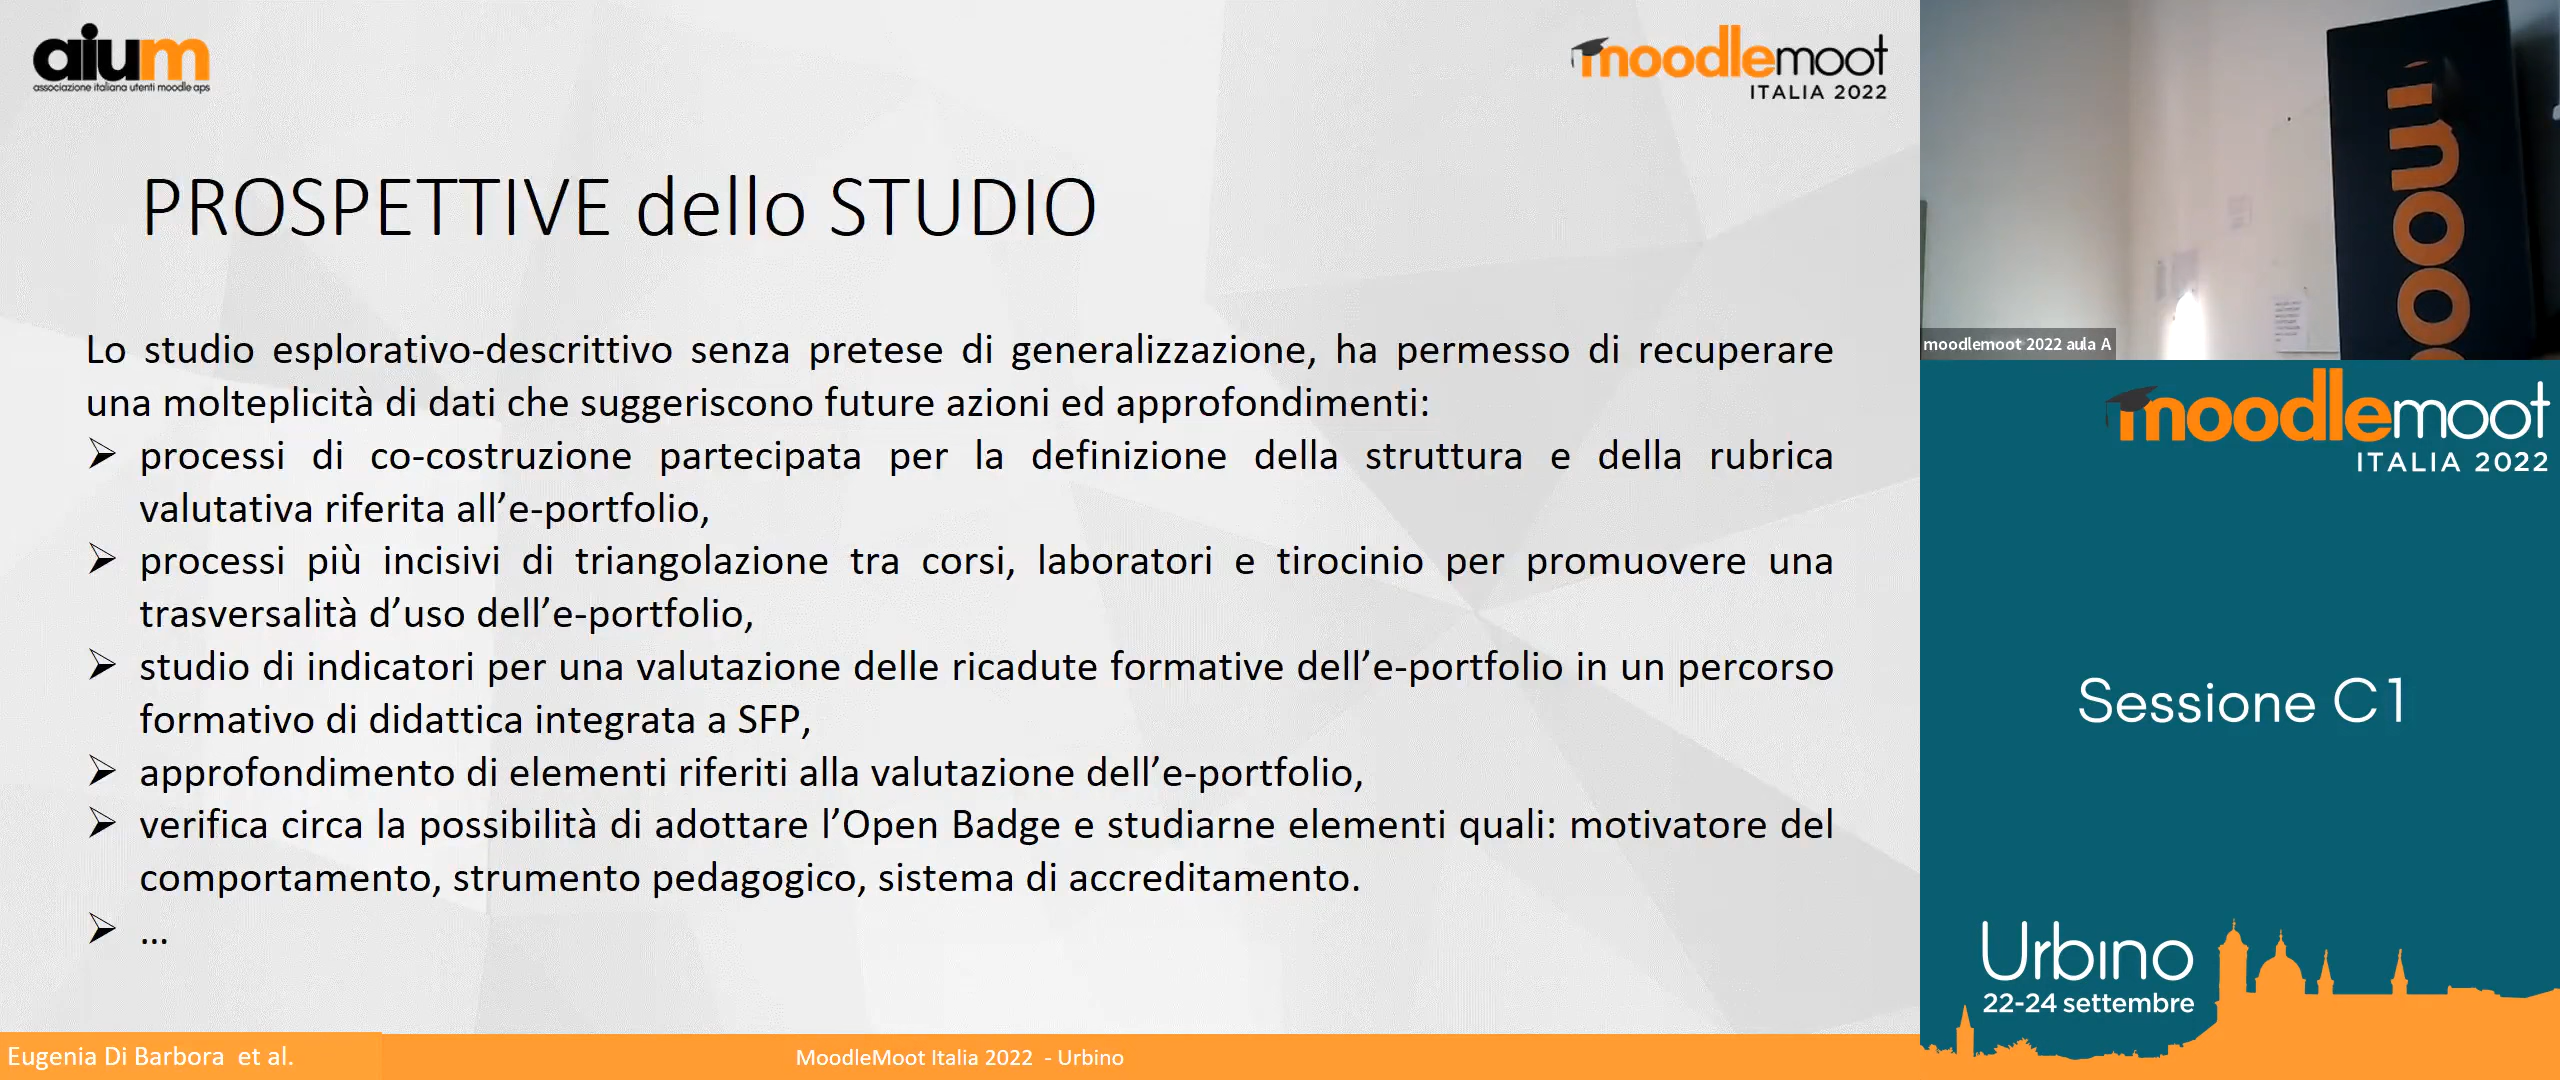 aium
associazione italiana utenti moodle aps
moodlemoot
ITALIA 2022
PROSPETTIVE dello STUDIO
Lo studio esplorativo-descrittivo senza pretese di generalizzazione, ha permesso di recuperare
una molteplicità di dati che suggeriscono future azioni ed approfondimenti:
➢ processi di co-costruzione partecipata per la definizione della struttura e della rubrica
valutativa riferita all’e-portfolio,
➢ processi più incisivi di triangolazione tra corsi, laboratori e tirocinio per promuovere una
trasversalità d’uso dell’e-portfolio,
➢ studio di indicatori per una valutazione delle ricadute formative dell’e-portfolio in un percorso
formativo di didattica integrata a SFP,
➢ approfondimento di elementi riferiti alla valutazione dell’e-portfolio,
➢ verifica circa la possibilità di adottare l’Open Badge e studiarne elementi quali: motivatore del
comportamento, strumento pedagogico, sistema di accreditamento.
➢ ...
Eugenia Di Barbora et al.
MoodleMoot Italia 2022 - Urbino
moodlemoot 2022 aula A
moodlemoot
ITALIA 2022
Sessione C1
Urbino
22-24 settembre